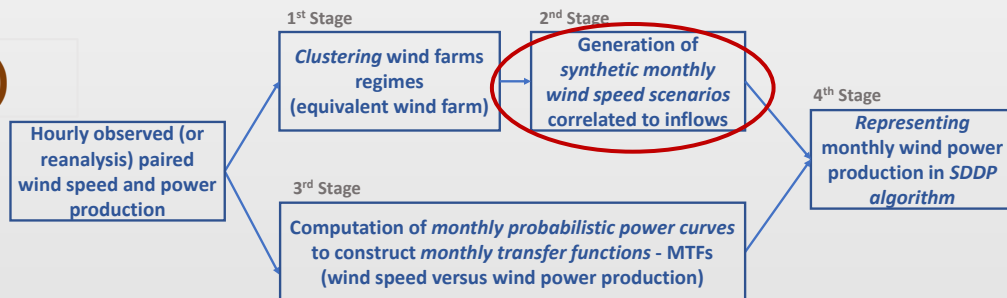 1st Stage
Clustering wind farms
regimes
(equivalent wind farm)
2nd Stage
Generation of
synthetic monthly
wind speed scenarios
correlated to inflows
4th Stage
Representing
monthly wind power
production in SDDP
algorithm
Hourly observed (or
reanalysis) paired
wind speed and power
production
3rd Stage
Computation of monthly probabilistic power curves
to construct monthly transfer functions - MTFs
(wind speed versus wind power production)